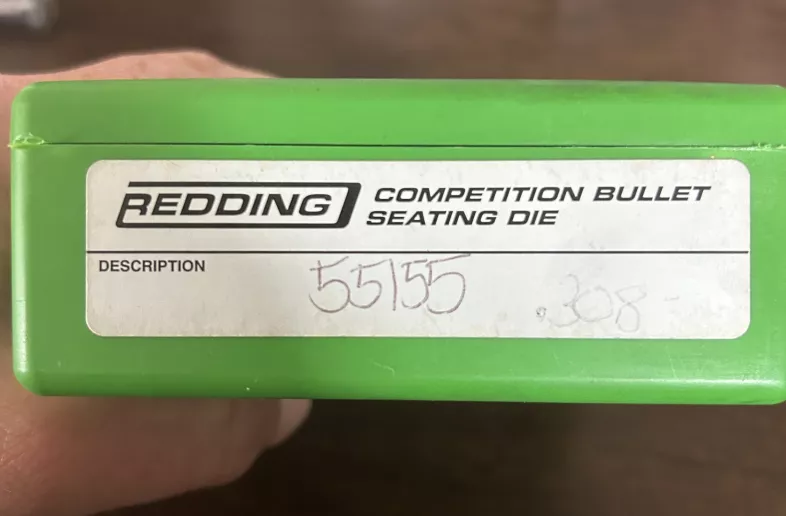 REDDING COMPETITION BULLET
SEATING DIE
DESCRIPTION 55155 .308